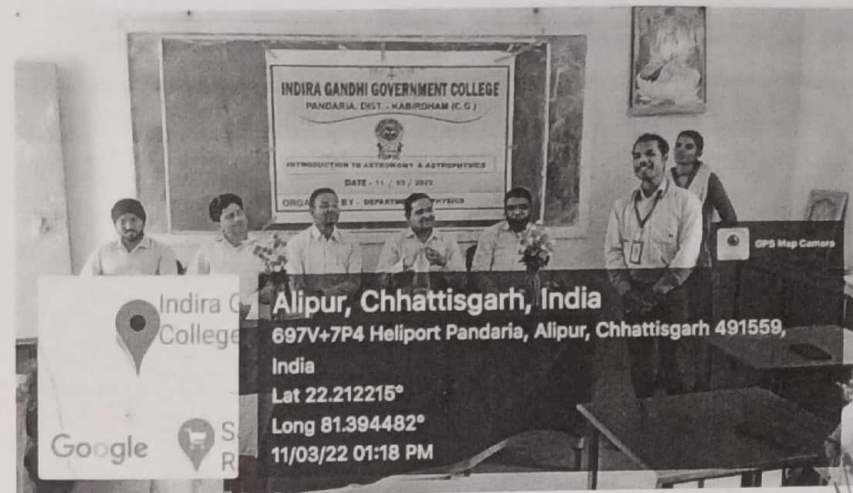 INDIRA GANDHI GOVERNMENT COLLEGE
PANDARIA, DIST - KABIRDHAM (C.G.)
TOPIC
INTRODUCTION TO ASTRONOMY & ASTROPHYSICS
DATE - 11 / 03 / 2022
ORGA BY - DEPARTM PHYSICS
GPS Map Camera
Indira G
College
Google
S
R
Alipur, Chhattisgarh, India
697V+7P4 Heliport Pandaria, Alipur, Chhattisgarh 491559,
India
Lat 22.212215°
Long 81.394482°
11/03/22 01:18 PM